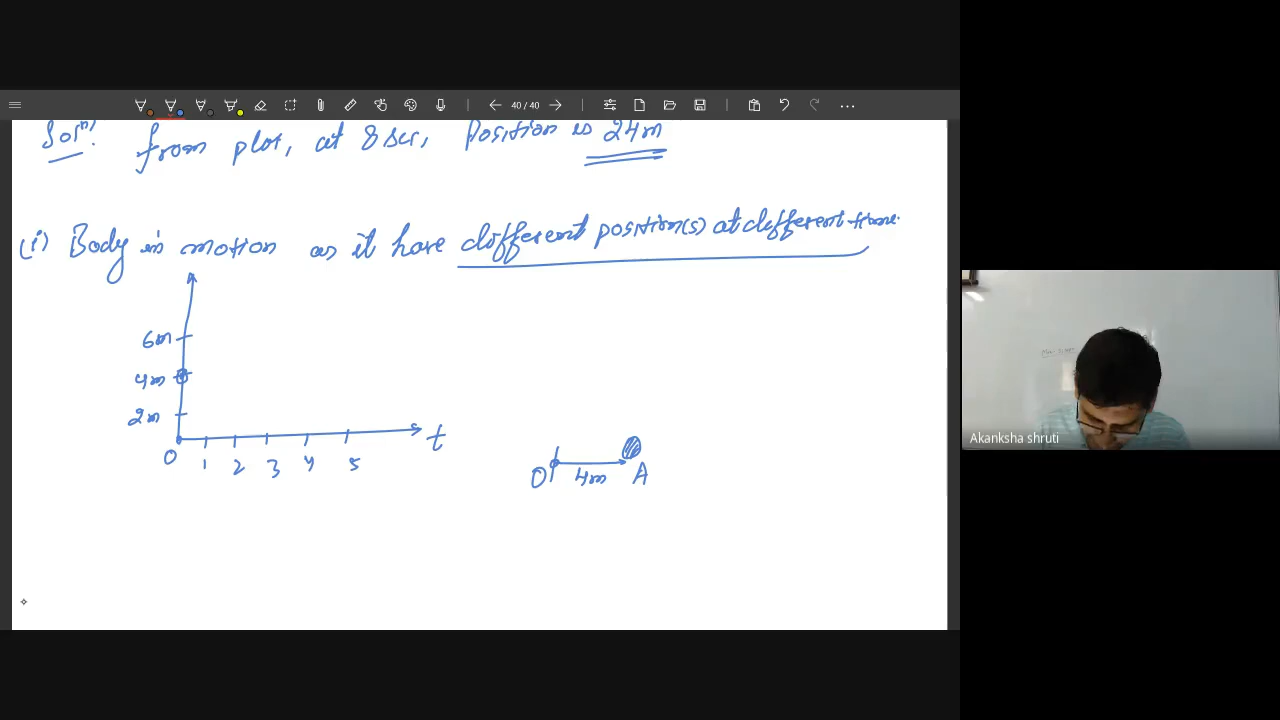 40 / 40
Soln: from plot, at 8 sec, Position is 24m
(i) Body in motion as it have different position(s) at different time.
6m
4m
2m
0 1 2 3 4 5 t
O 4m A
Akanksha shruti